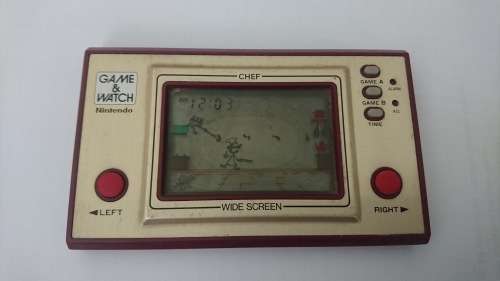 GAME
&
WATCH
Nintendo
CHEF
12:03
GAME A
ALARM
GAME B
ACL
TIME
◄LEFT
WIDE SCREEN
RIGHT►